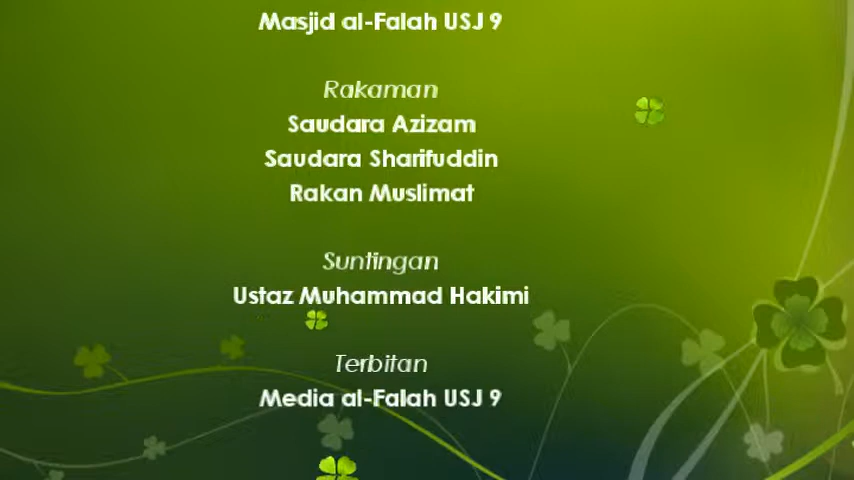 Masjid al-Falah USJ 9
Rakaman
Saudara Azizam
Saudara Sharifuddin
Rakan Muslimat
Suntingan
Ustaz Muhammad Hakimi
Terbitan
Media al-Falah USJ 9